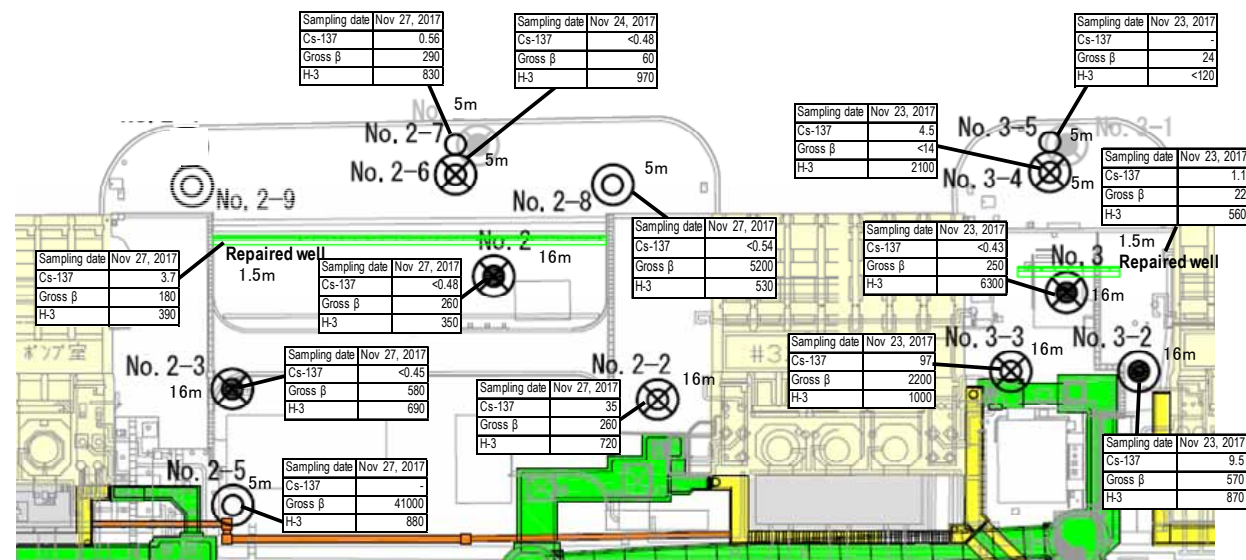 Sampling date Nov 27, 2017
Cs-137 0.56
Gross β 290
H-3 830
Sampling date Nov 24, 2017
Cs-137 <0.48
Gross β 60
H-3 970
Sampling date Nov 23, 2017
Cs-137 -
Gross β 24
H-3 <120
No. 5m
No. 2-7
No. 2-6 5m
No. 2-9
No. 2-8 5m
Sampling date Nov 23, 2017
Cs-137 4.5
Gross β <14
H-3 2100
No. 3-5 5m No. 3-1
No. 3-4 5m
Sampling date Nov 23, 2017
Cs-137 1.1
Gross β 22
H-3 560
1.5m
Repaired well
Sampling date Nov 27, 2017
Cs-137 3.7
Gross β 180
H-3 390
Repaired well
1.5m
Sampling date Nov 27, 2017
Cs-137 <0.48
Gross β 260
H-3 350
No. 2
16m
Sampling date Nov 27, 2017
Cs-137 <0.54
Gross β 5200
H-3 530
Sampling date Nov 23, 2017
Cs-137 <0.43
Gross β 250
H-3 6300
No. 3
16m
ポンプ室
No. 2-3
16m
Sampling date Nov 27, 2017
Cs-137 <0.45
Gross β 580
H-3 690
No. 2-2
16m
Sampling date Nov 27, 2017
Cs-137 35
Gross β 260
H-3 720
#3
Sampling date Nov 23, 2017
Cs-137 97
Gross β 2200
H-3 1000
No. 3-3 16m
No. 3-2
16m
No. 2-5 5m
Sampling date Nov 27, 2017
Cs-137 -
Gross β 41000
H-3 880
Sampling date Nov 23, 2017
Cs-137 9.5
Gross β 570
H-3 870